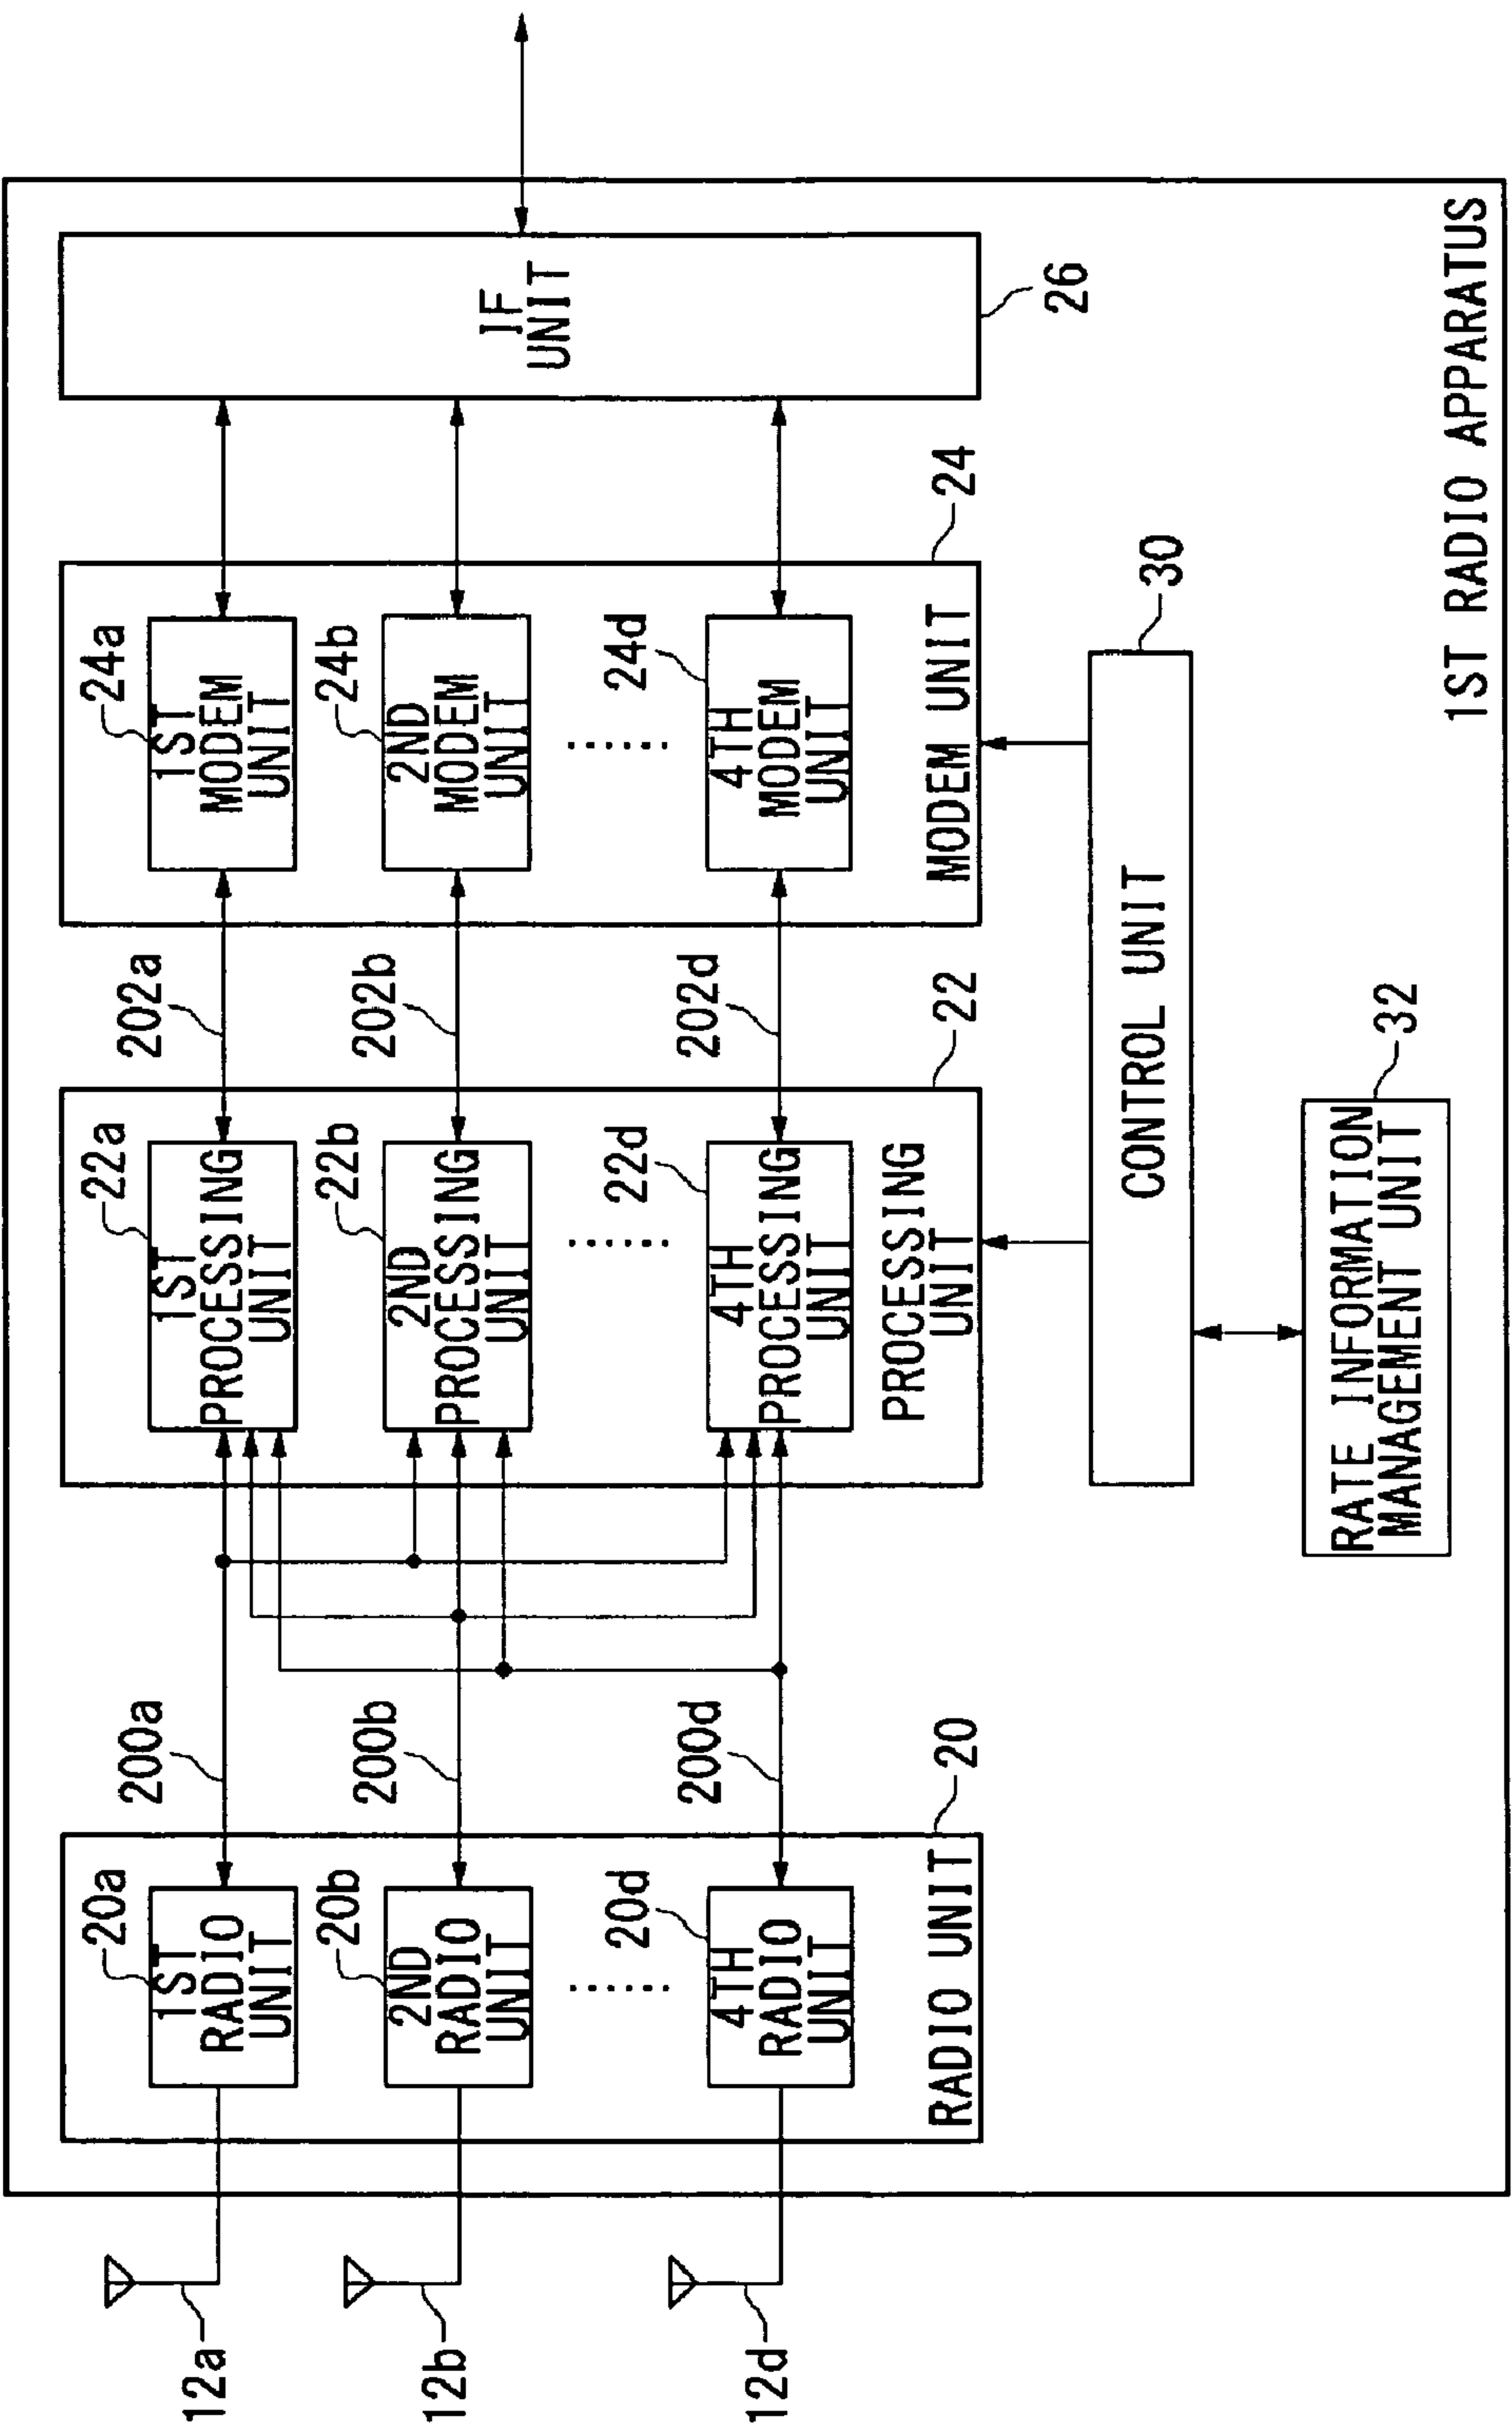 12a
12b
12d
20a
1ST
RADIO
UNIT
20b
2ND
RADIO
UNIT
......
20d
4TH
RADIO
UNIT
RADIO UNIT
20
200a
200b
200d
22a
1ST
PROCESSING
UNIT
22b
2ND
PROCESSING
UNIT
......
22d
4TH
PROCESSING
UNIT
PROCESSING
UNIT
22
202a
202b
202d
24a
1ST
MODEM
UNIT
24b
2ND
MODEM
UNIT
......
24d
4TH
MODEM
UNIT
MODEM UNIT
24
IF
UNIT
26
CONTROL UNIT
30
RATE INFORMATION
MANAGEMENT UNIT
32
1ST RADIO APPARATUS